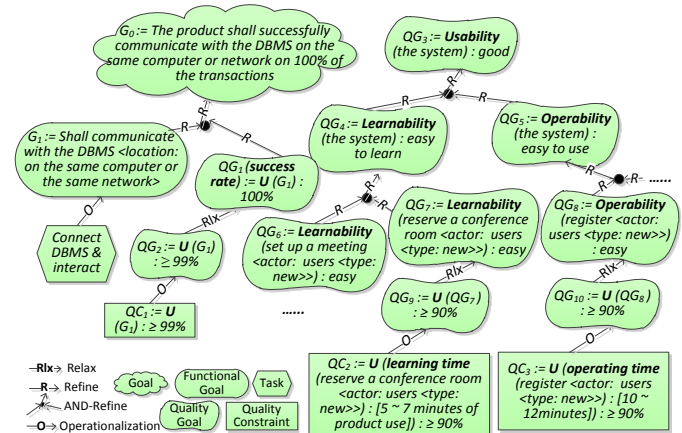 G0 := The product shall successfully
communicate with the DBMS on the
same computer or network on 100% of
the transactions
QG3 := Usability
(the system) : good
R
R
R
G1 := Shall communicate
with the DBMS <location:
on the same computer or
the same network>
R
R
QG4 := Learnability
(the system) : easy
to learn
QG5 := Operability
(the system) :
easy to use
QG1 (success
rate) := U (G1) :
100%
R
R
R
R
R
R
......
O
Rlx
Connect
DBMS &
interact
QG2 := U (G1)
: ≥ 99%
QG6 := Learnability
(set up a meeting
<actor: users <type:
new>>) : easy
QG7 := Learnability
(reserve a conference
room <actor: users
<type: new>>) : easy
QG8 := Operability
(register <actor: users
<type: new>>) :
easy
O
Rlx
Rlx
QC1 := U
(G1) : ≥ 99%
......
QG9 := U (QG7)
: ≥ 90%
QG10 := U (QG8)
: ≥ 90%
O
O
QC2 := U (learning time
(reserve a conference room
<actor: users <type:
new>>) : [5 ~ 7 minutes of
product use]) : ≥ 90%
QC3 := U (operating time
(register <actor: users
<type: new>>) : [10 ~
12minutes]) : ≥ 90%
Rlx Relax
R Refine
AND-Refine
O Operationalization
Goal
Functional
Goal
Task
Quality
Goal
Quality
Constraint